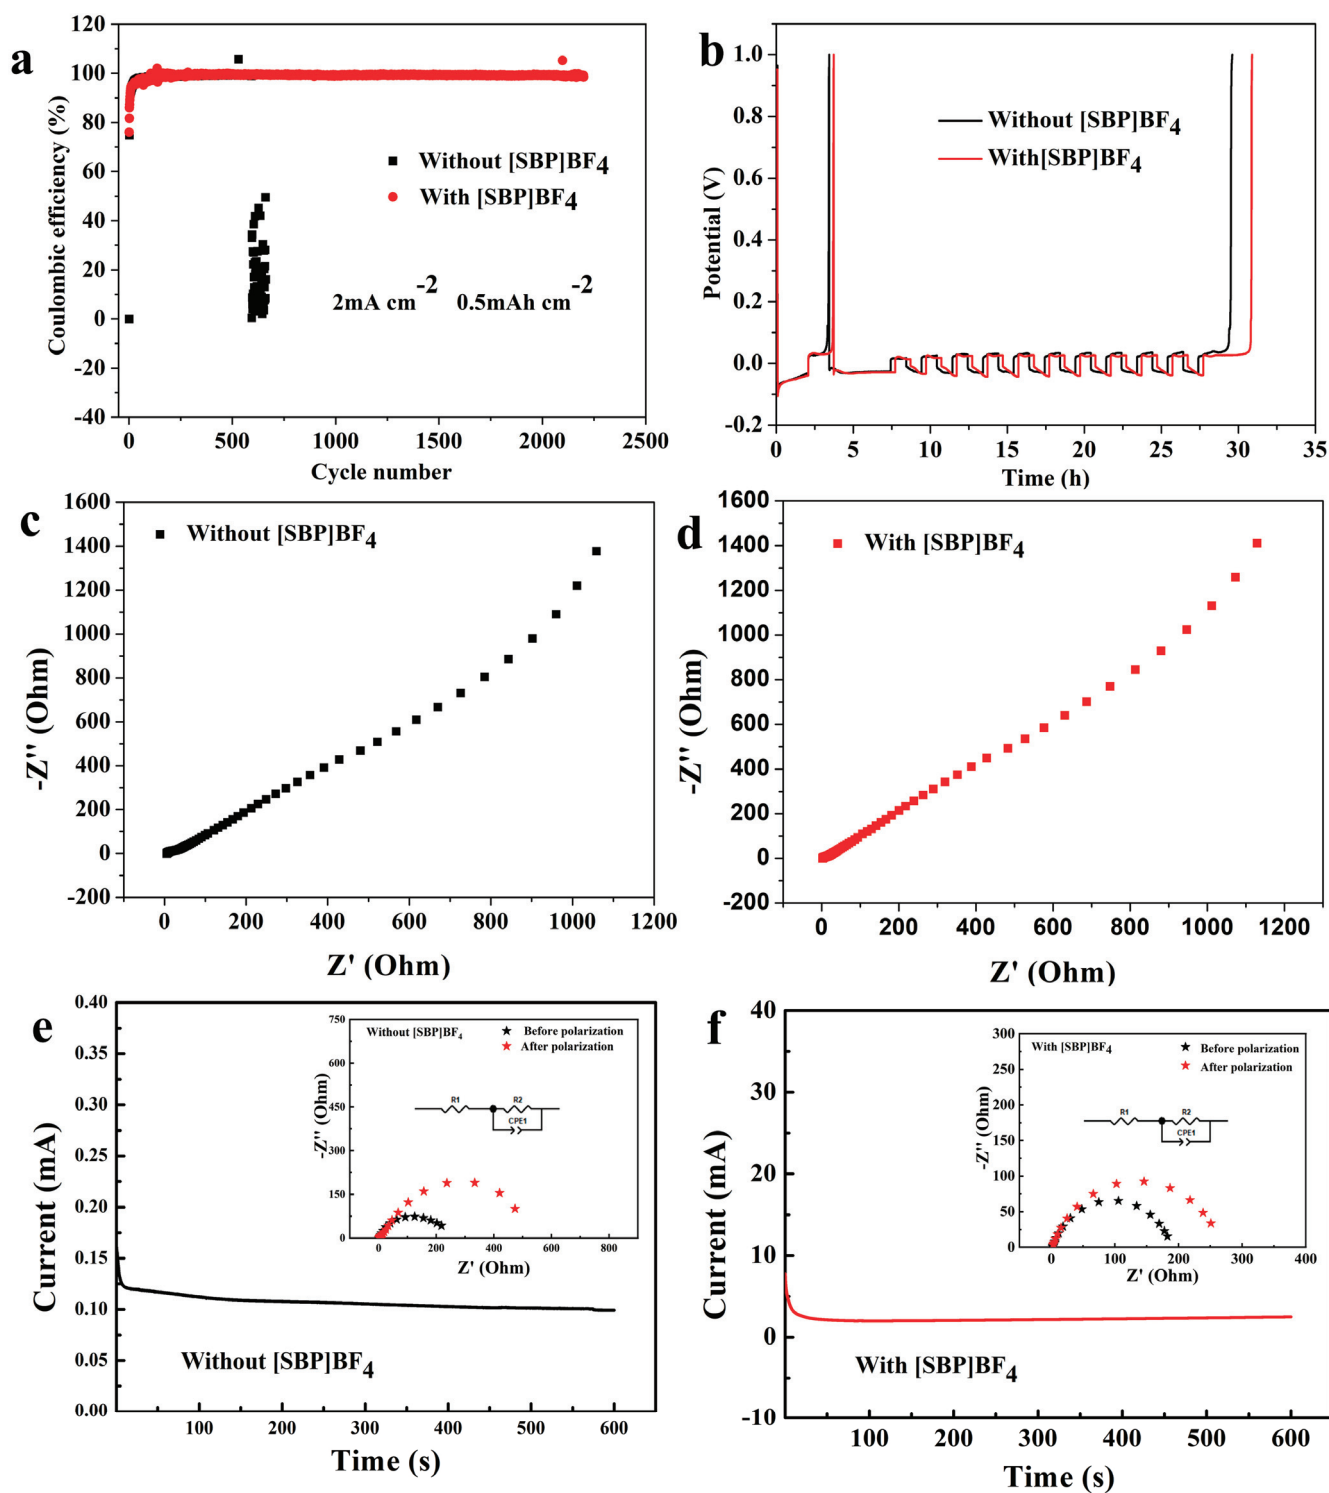 a
120
100
80
60
40
20
0
-20
-40
Coulombic efficiency (%)
Without [SBP]BF4
With [SBP]BF4
2mA cm-2 0.5mAh cm-2
0 500 1000 1500 2000 2500
Cycle number
b
1.0
0.8
0.6
0.4
0.2
0.0
-0.2
Potential (V)
Without [SBP]BF4
With[SBP]BF4
0 5 10 15 20 25 30 35
Time (h)
c
1600
1400
1200
1000
800
600
400
200
0
-200
-Z'' (Ohm)
Without [SBP]BF4
0 200 400 600 800 1000 1200
Z' (Ohm)
d
1600
1400
1200
1000
800
600
400
200
0
-200
-Z'' (Ohm)
With [SBP]BF4
0 200 400 600 800 1000 1200
Z' (Ohm)
e
0.40
0.35
0.30
0.25
0.20
0.15
0.10
0.05
0.00
Current (mA)
Without [SBP]BF4
100 200 300 400 500 600
Time (s)
750
600
450
300
150
0
-Z'' (Ohm)
Without [SBP]BF4
Before polarization
After polarization
R1 R2
CPE1
0 200 400 600 800
Z' (Ohm)
f
40
30
20
10
0
-10
Current (mA)
With [SBP]BF4
100 200 300 400 500 600
Time (s)
300
250
200
175
150
125
100
75
50
25
0
-Z'' (Ohm)
With [SBP]BF4
Before polarization
After polarization
R1 R2
CPE1
0 100 200 300 400
Z' (Ohm)